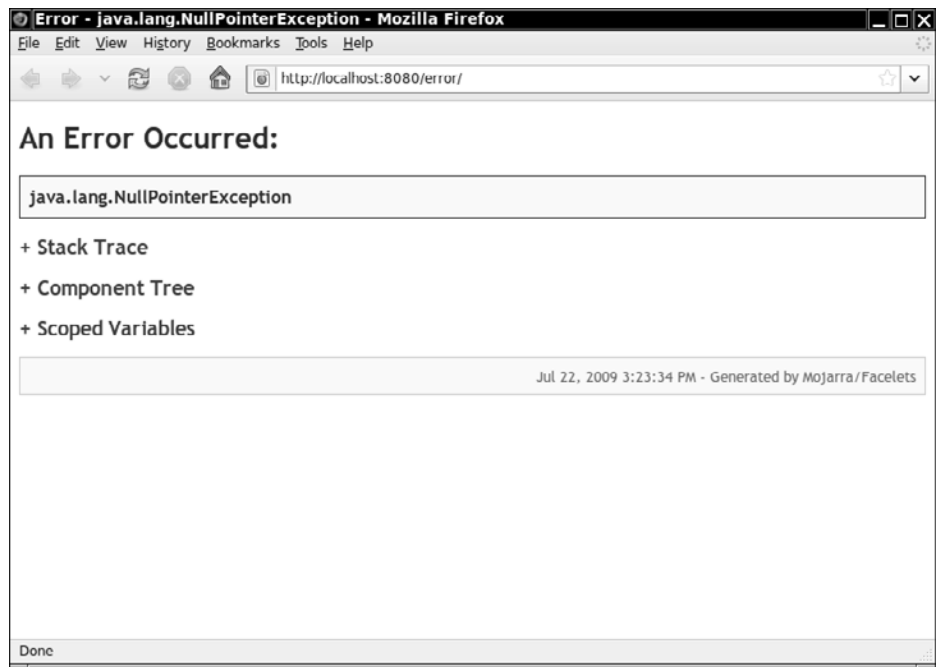 Error - java.lang.NullPointerException - Mozilla Firefox
File Edit View History Bookmarks Tools Help
http://localhost:8080/error/
An Error Occurred:
java.lang.NullPointerException
+ Stack Trace
+ Component Tree
+ Scoped Variables
Jul 22, 2009 3:23:34 PM - Generated by Mojarra/Facelets
Done